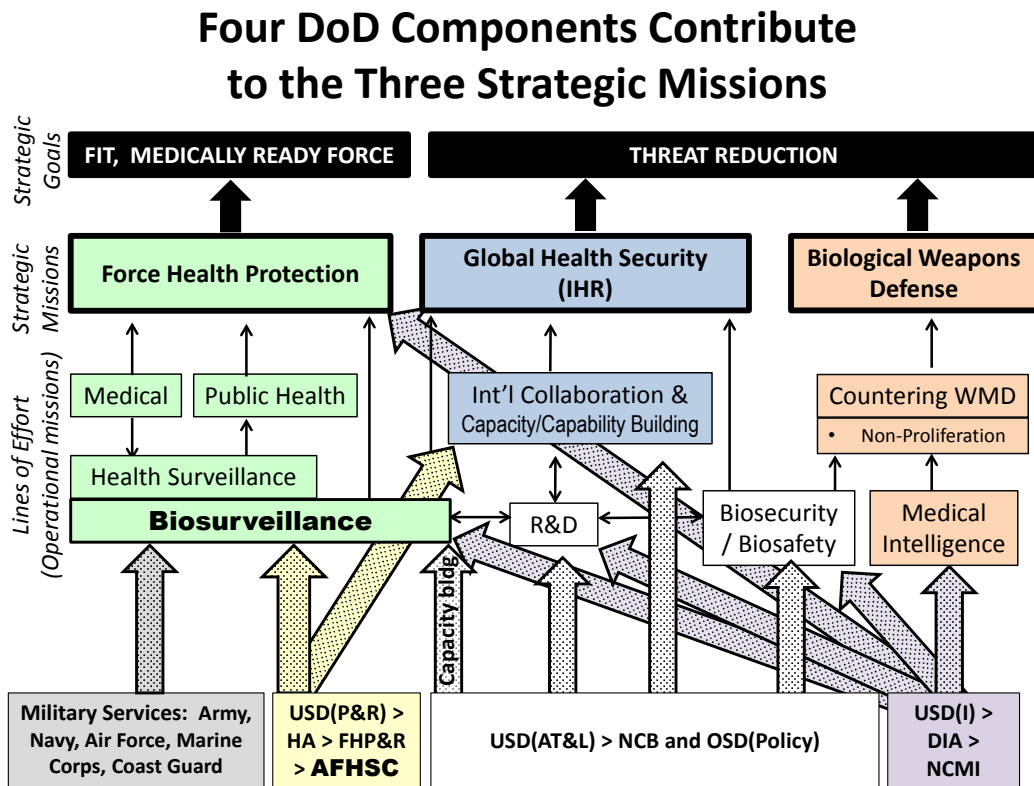 Four DoD Components Contribute
to the Three Strategic Missions
Strategic
Goals
FIT, MEDICALLY READY FORCE
THREAT REDUCTION
Strategic
Missions
Force Health Protection
Global Health Security
(IHR)
Biological Weapons
Defense
Lines of Effort
(Operational missions)
Medical
Public Health
Int'l Collaboration &
Capacity/Capability Building
Countering WMD
• Non-Proliferation
Health Surveillance
Biosurveillance
R&D
Biosecurity
/ Biosafety
Medical
Intelligence
Capacity bldg
Military Services: Army,
Navy, Air Force, Marine
Corps, Coast Guard
USD(P&R) >
HA > FHP&R
> AFHSC
USD(AT&L) > NCB and OSD(Policy)
USD(I) >
DIA >
NCMI